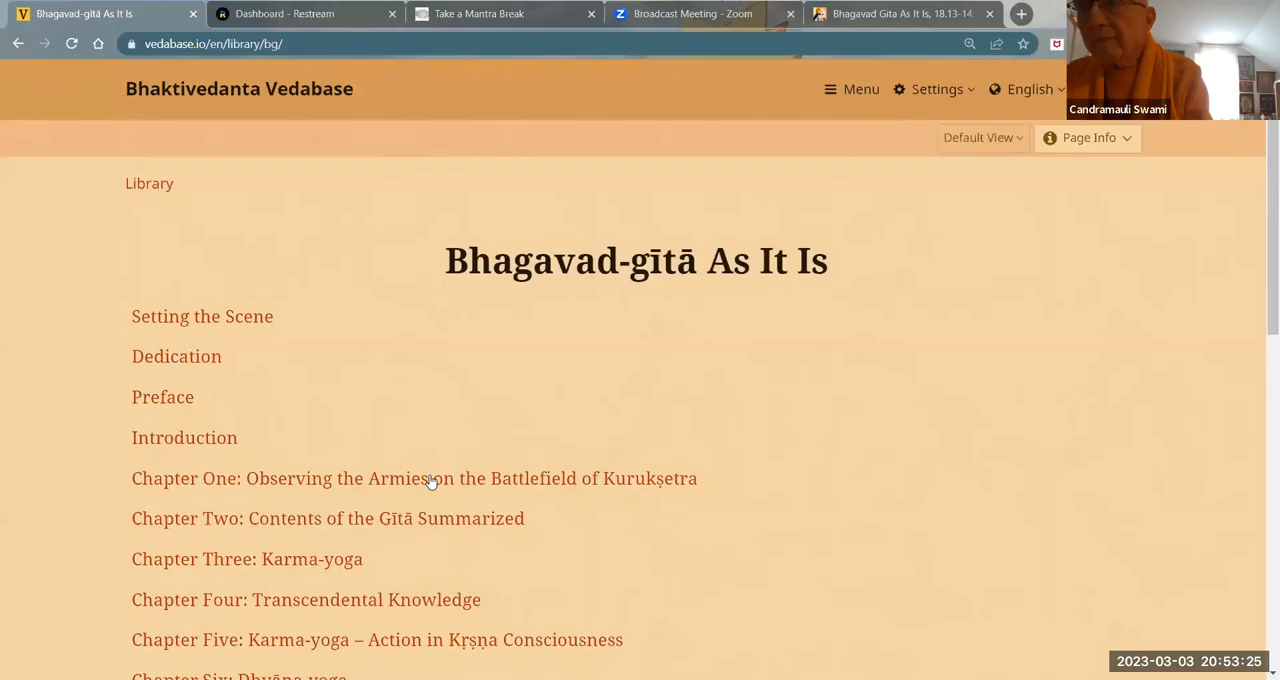 Bhagavad-gītā As It Is
Dashboard - Restream
Take a Mantra Break
Broadcast Meeting - Zoom
Bhagavad Gita As It Is, 18.13-14:
vedabase.io/en/library/bg/
Bhaktivedanta Vedabase
Menu
Settings
English
Candramauli Swami
Default View
Page Info
Library
Bhagavad-gītā As It Is
Setting the Scene
Dedication
Preface
Introduction
Chapter One: Observing the Armies on the Battlefield of Kurukṣetra
Chapter Two: Contents of the Gītā Summarized
Chapter Three: Karma-yoga
Chapter Four: Transcendental Knowledge
Chapter Five: Karma-yoga – Action in Kṛṣṇa Consciousness
Chapter Six: Dhyāna-yoga
2023-03-03 20:53:25